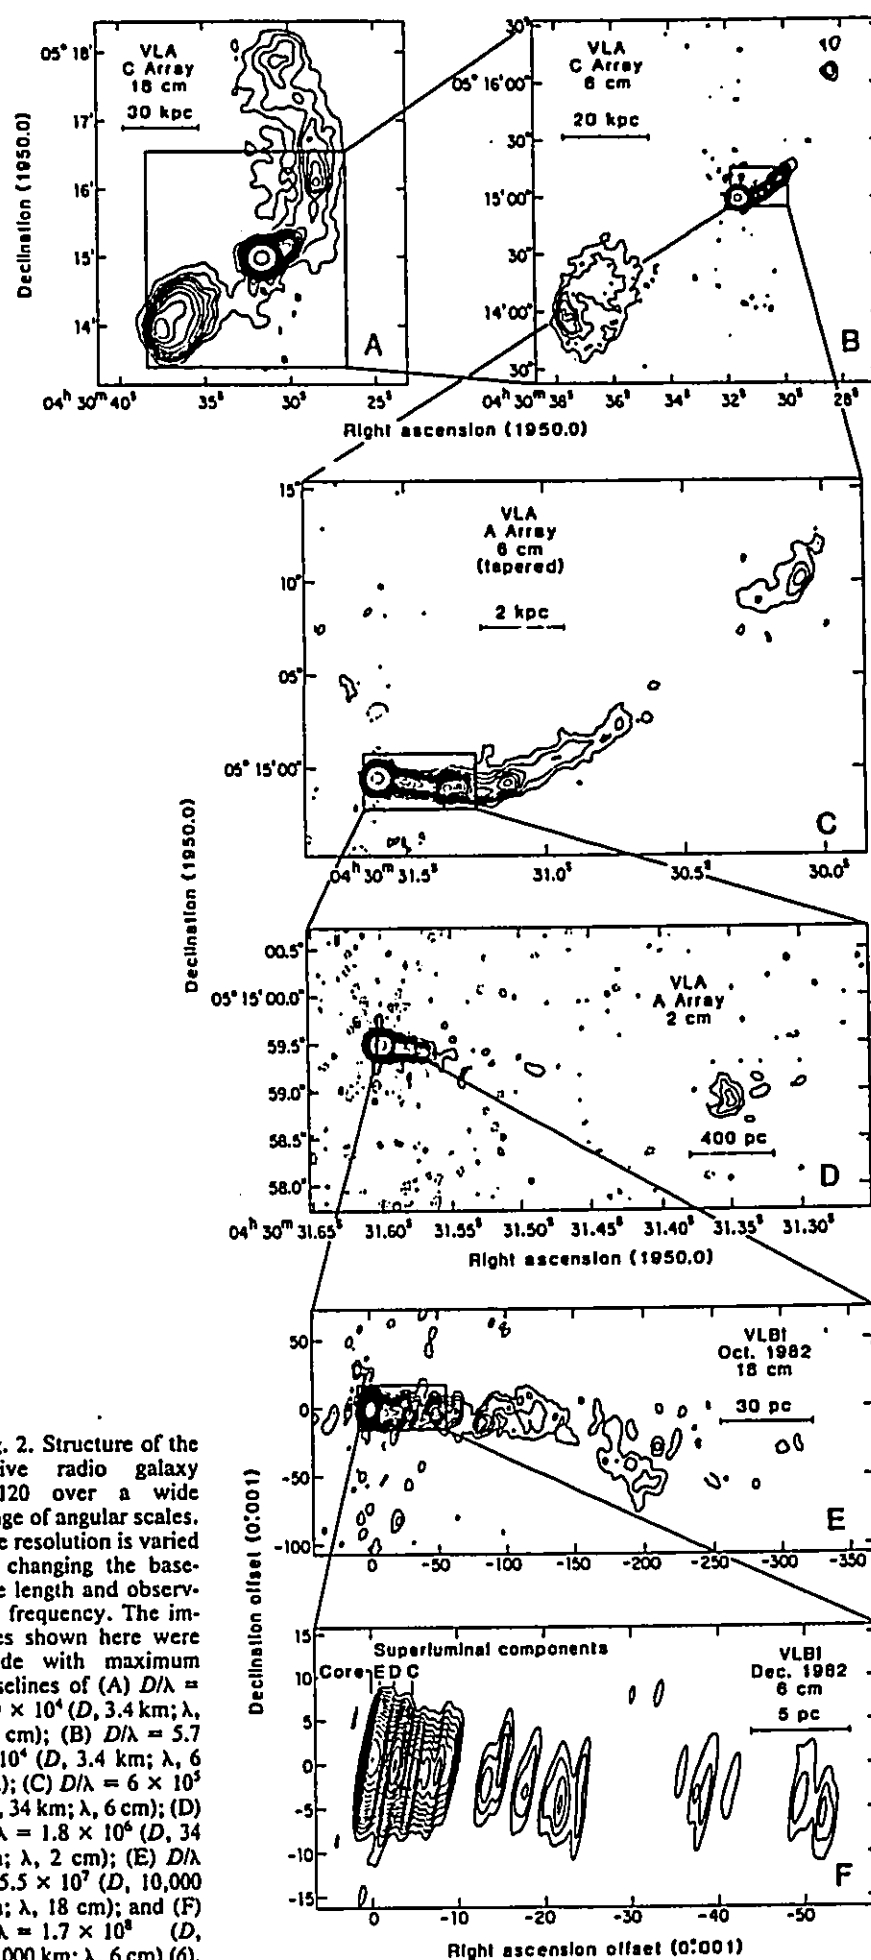 VLA
C Array
18 cm
30 kpc
05° 18'
17'
16'
15'
14'
A
04h 30m 40s
35s
30s
25s
Declination (1950.0)
VLA
C Array
6 cm
20 kpc
30"
05° 16' 00"
30"
15' 00"
30"
14' 00"
30"
B
04h 30m 38s
36s
34s
32s
30s
28s
Right ascension (1950.0)
VLA
A Array
6 cm
(tapered)
2 kpc
15"
10"
05"
05° 15' 00"
C
04h 30m 31.5s
31.0s
30.5s
30.0s
Declination (1950.0)
VLA
A Array
2 cm
400 pc
00.5"
05° 15' 00.0"
59.5"
59.0"
58.5"
58.0"
D
04h 30m 31.65s
31.60s
31.55s
31.50s
31.45s
31.40s
31.35s
31.30s
Right ascension (1950.0)
VLBI
Oct. 1982
18 cm
30 pc
50
0
-50
-100
E
0
-50
-100
-150
-200
-250
-300
-350
Declination offset (0."001)
Superluminal components
Core E D C
VLBI
Dec. 1982
6 cm
5 pc
15
10
5
0
-5
-10
-15
F
0
-10
-20
-30
-40
-50
Right ascension offset (0."001)
g. 2. Structure of the
ive radio galaxy
120 over a wide
nge of angular scales.
e resolution is varied
changing the base-
e length and observ-
frequency. The im-
es shown here were
de with maximum
selines of (A) D/λ =
× 10⁴ (D, 3.4 km; λ,
cm); (B) D/λ = 5.7
10⁴ (D, 3.4 km; λ, 6
.); (C) D/λ = 6 × 10⁵
, 34 km; λ, 6 cm); (D)
λ = 1.8 × 10⁶ (D, 34
; λ, 2 cm); (E) D/λ
5.5 × 10⁷ (D, 10,000
; λ, 18 cm); and (F)
λ = 1.7 × 10⁸ (D,
000 km; λ, 6 cm) (6).